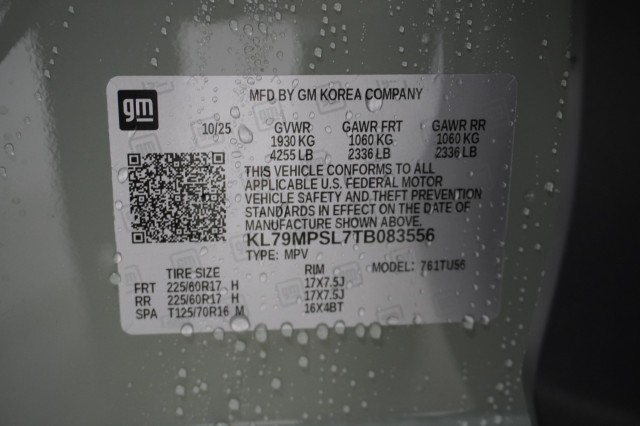 gm
MFD BY GM KOREA COMPANY
10/25 GVWR GAWR FRT GAWR RR
1930 KG 1060 KG 1060 KG
4255 LB 2336 LB 2336 LB
THIS VEHICLE CONFORMS TO ALL
APPLICABLE U.S. FEDERAL MOTOR
VEHICLE SAFETY AND THEFT PREVENTION
STANDARDS IN EFFECT ON THE DATE OF
MANUFACTURE SHOWN ABOVE.
KL79MPSL7TB083556
TYPE: MPV MODEL: 761TU56
TIRE SIZE RIM
FRT 225/60R17 H 17X7.5J
RR 225/60R17 H 17X7.5J
SPA T125/70R16 M 16X4BT